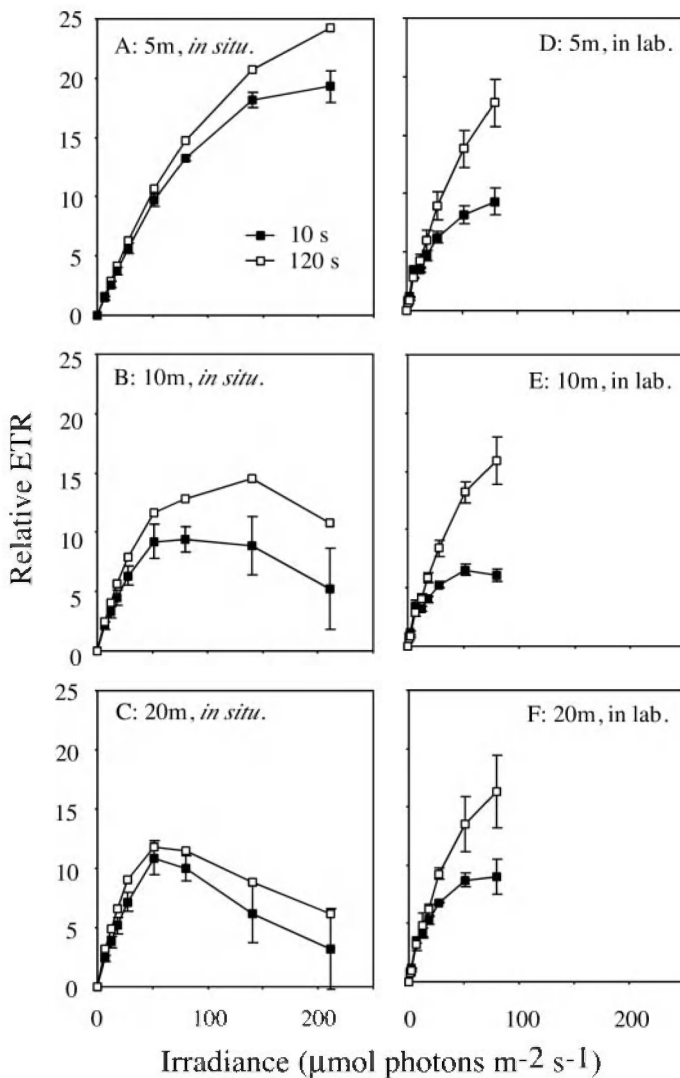 Relative ETR
25
20
15
10
5
0
A: 5m, in situ.
10 s
120 s
D: 5m, in lab.
25
20
15
10
5
0
B: 10m, in situ.
E: 10m, in lab.
25
20
15
10
5
0
C: 20m, in situ.
F: 20m, in lab.
0 100 200
0 100 200
Irradiance (μmol photons m-2 s-1)